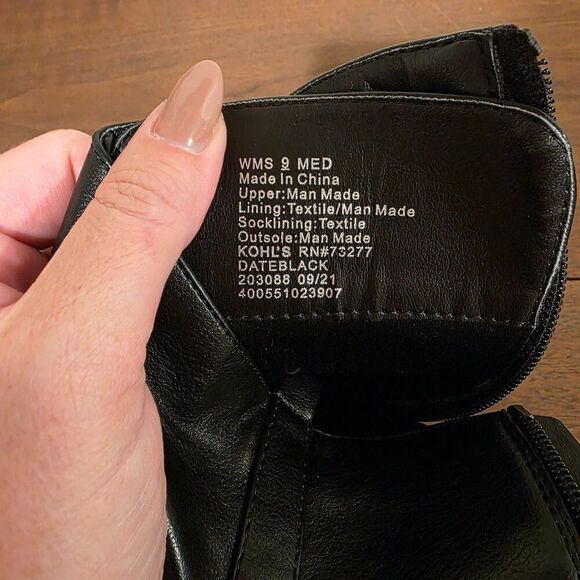 WMS 9 MED
Made In China
Upper:Man Made
Lining:Textile/Man Made
Socklining:Textile
Outsole:Man Made
KOHL'S RN#73277
DATEBLACK
203088 09/21
400551023907